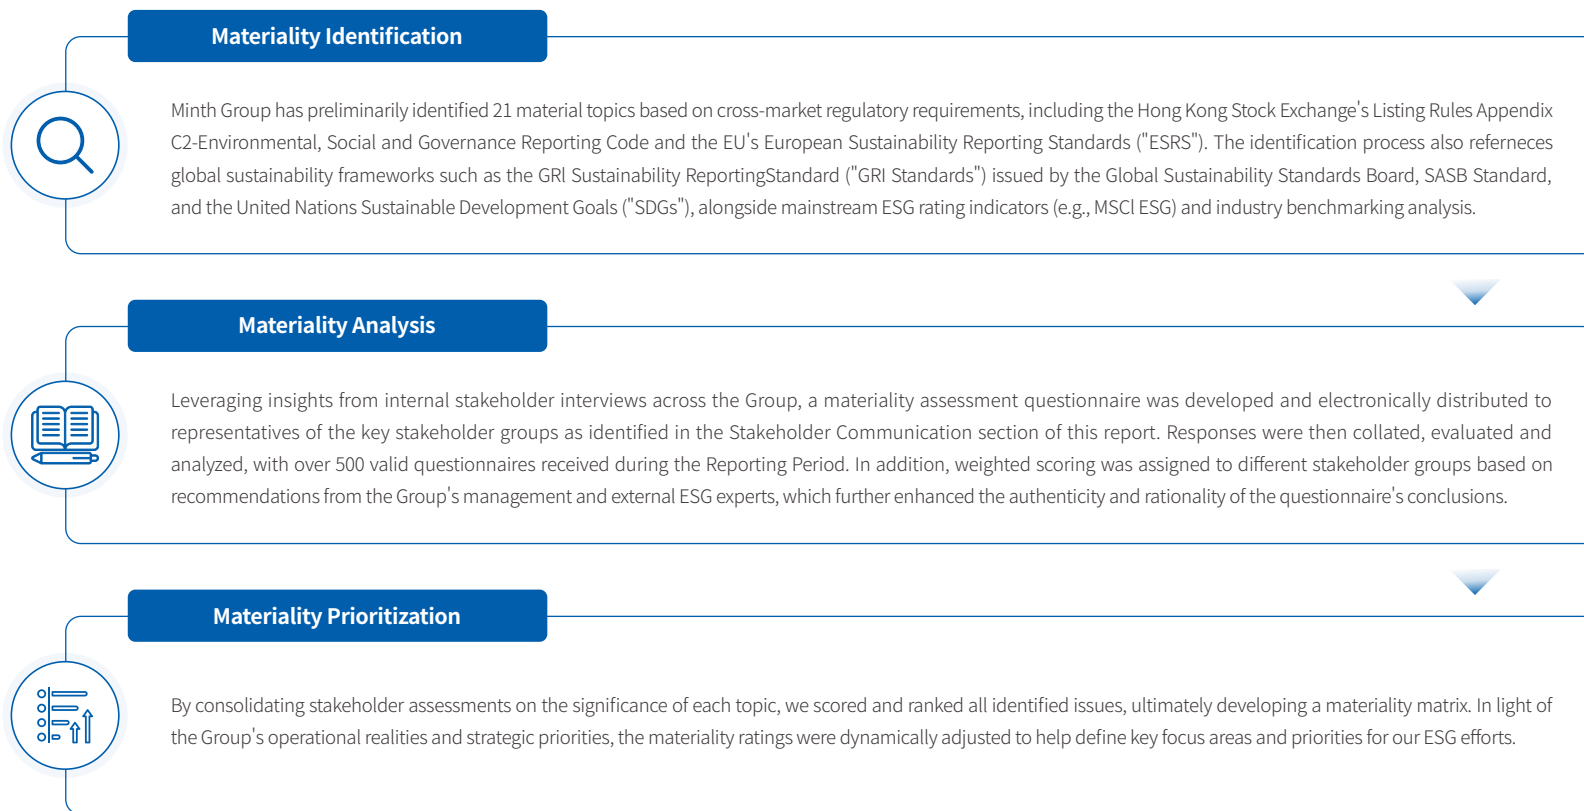 Materiality Identification
Minth Group has preliminarily identified 21 material topics based on cross-market regulatory requirements, including the Hong Kong Stock Exchange's Listing Rules Appendix
C2-Environmental, Social and Governance Reporting Code and the EU's European Sustainability Reporting Standards ("ESRS"). The identification process also referneces
global sustainability frameworks such as the GRl Sustainability ReportingStandard ("GRI Standards") issued by the Global Sustainability Standards Board, SASB Standard,
and the United Nations Sustainable Development Goals ("SDGs"), alongside mainstream ESG rating indicators (e.g., MSCl ESG) and industry benchmarking analysis.
Materiality Analysis
Leveraging insights from internal stakeholder interviews across the Group, a materiality assessment questionnaire was developed and electronically distributed to
representatives of the key stakeholder groups as identified in the Stakeholder Communication section of this report. Responses were then collated, evaluated and
analyzed, with over 500 valid questionnaires received during the Reporting Period. In addition, weighted scoring was assigned to different stakeholder groups based on
recommendations from the Group's management and external ESG experts, which further enhanced the authenticity and rationality of the questionnaire's conclusions.
Materiality Prioritization
By consolidating stakeholder assessments on the significance of each topic, we scored and ranked all identified issues, ultimately developing a materiality matrix. In light of
the Group's operational realities and strategic priorities, the materiality ratings were dynamically adjusted to help define key focus areas and priorities for our ESG efforts.